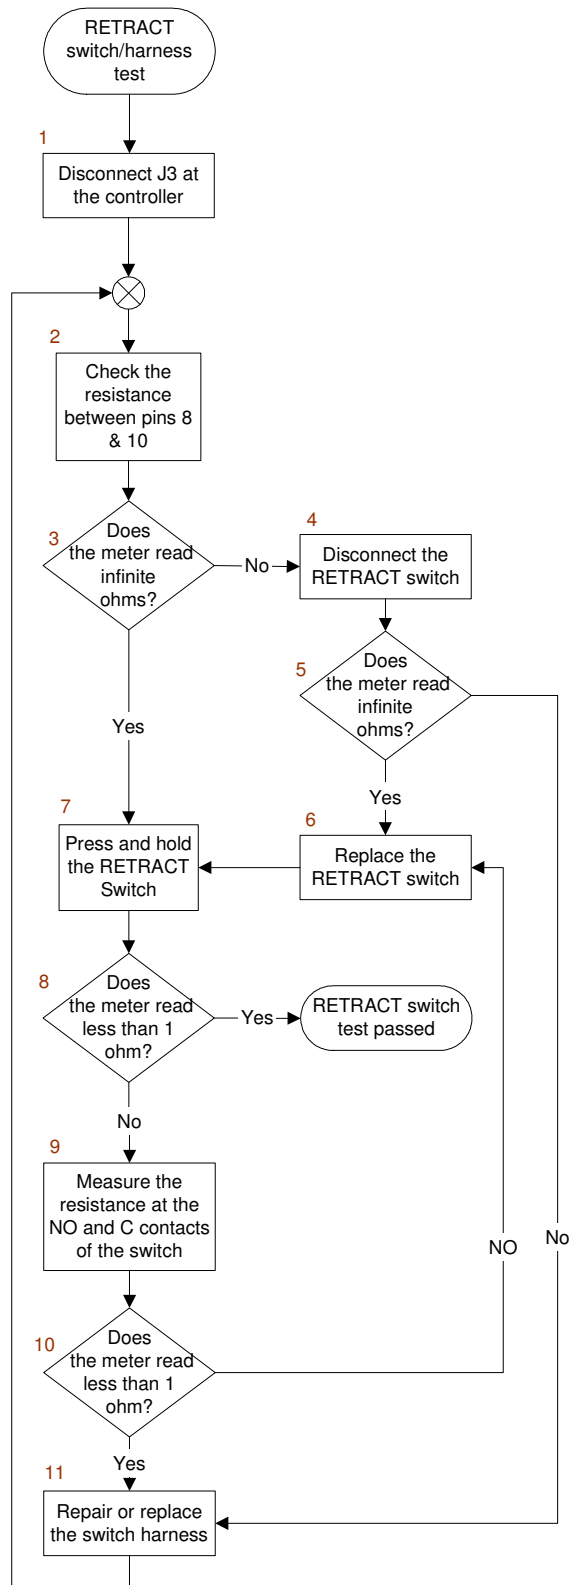 RETRACT
switch/harness
test
1
Disconnect J3 at
the controller
2
Check the
resistance
between pins 8
& 10
3
Does
the meter read
infinite
ohms?
No
4
Disconnect the
RETRACT switch
5
Does
the meter read
infinite
ohms?
Yes
Yes
6
Replace the
RETRACT switch
7
Press and hold
the RETRACT
Switch
8
Does
the meter read
less than 1
ohm?
Yes
RETRACT switch
test passed
No
9
Measure the
resistance at the
NO and C contacts
of the switch
NO
No
10
Does
the meter read
less than 1
ohm?
Yes
11
Repair or replace
the switch harness